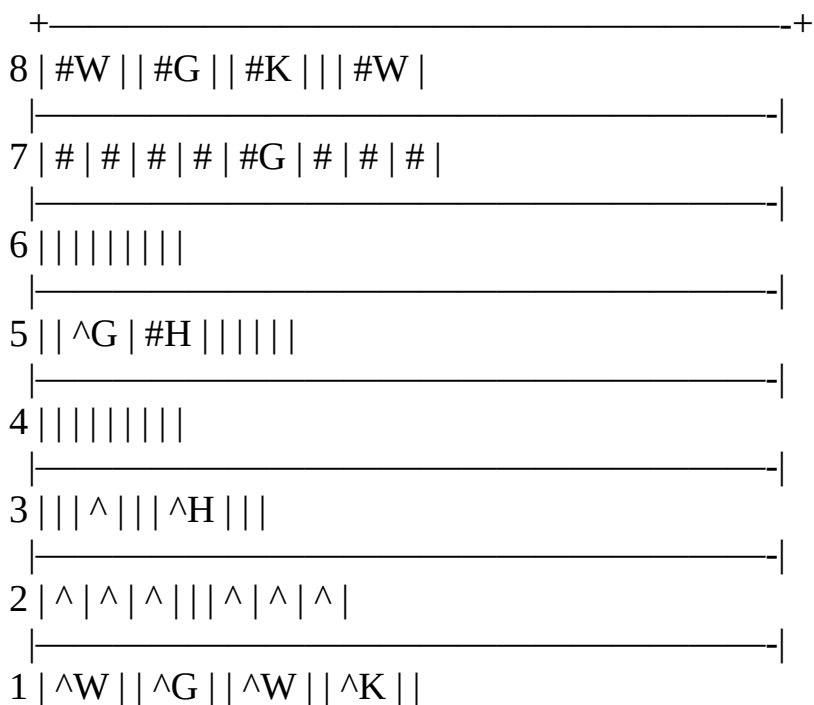 +—————————————————————-+
8 | #W | | #G | | #K | | | #W |
|—————————————————————-|
7 | # | # | # | # | #G | # | # | # |
|—————————————————————-|
6 | | | | | | | | |
|—————————————————————-|
5 | | ^G | #H | | | | | |
|—————————————————————-|
4 | | | | | | | | |
|—————————————————————-|
3 | | | ^ | | | ^H | | |
|—————————————————————-|
2 | ^ | ^ | ^ | | | ^ | ^ | ^ |
|—————————————————————-|
1 | ^W | | ^G | | ^W | | ^K | |